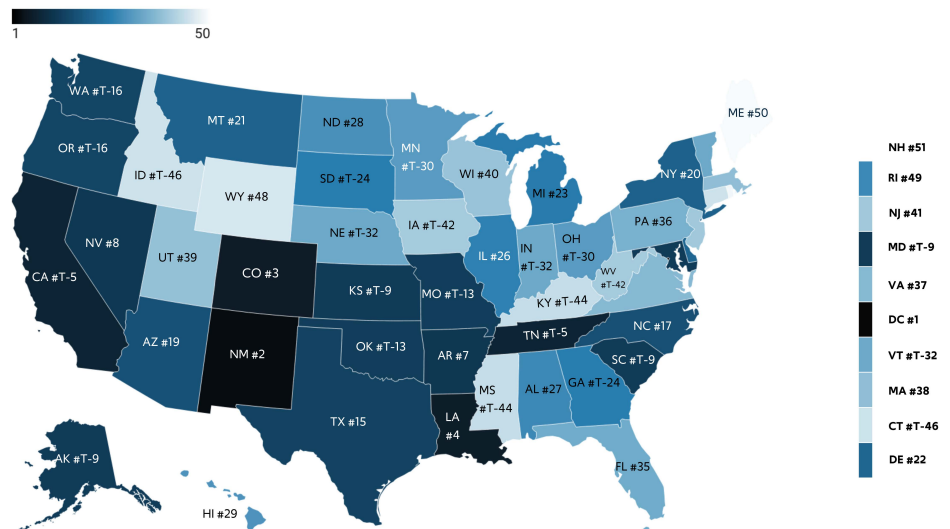 1 50
WA #T-16
MT #21
ND #28
ME #50
OR #T-16
MN
#T-30
NH #51
ID #T-46
SD #T-24
WI #40
NY #20
RI #49
WY #48
MI #23
NJ #41
NV #8
NE #T-32
IA #T-42
PA #36
MD #T-9
UT #39
IL #26
IN
#T-32
OH
#T-30
CA #T-5
CO #3
WV
#T-42
VA #37
KS #T-9
MO #T-13
KY #T-44
DC #1
AZ #19
NM #2
OK #T-13
AR #7
TN #T-5
NC #17
VT #T-32
SC #T-9
MS
#T-44
AL #27
GA #T-24
MA #38
TX #15
LA
#4
CT #T-46
AK #T-9
FL #35
DE #22
HI #29